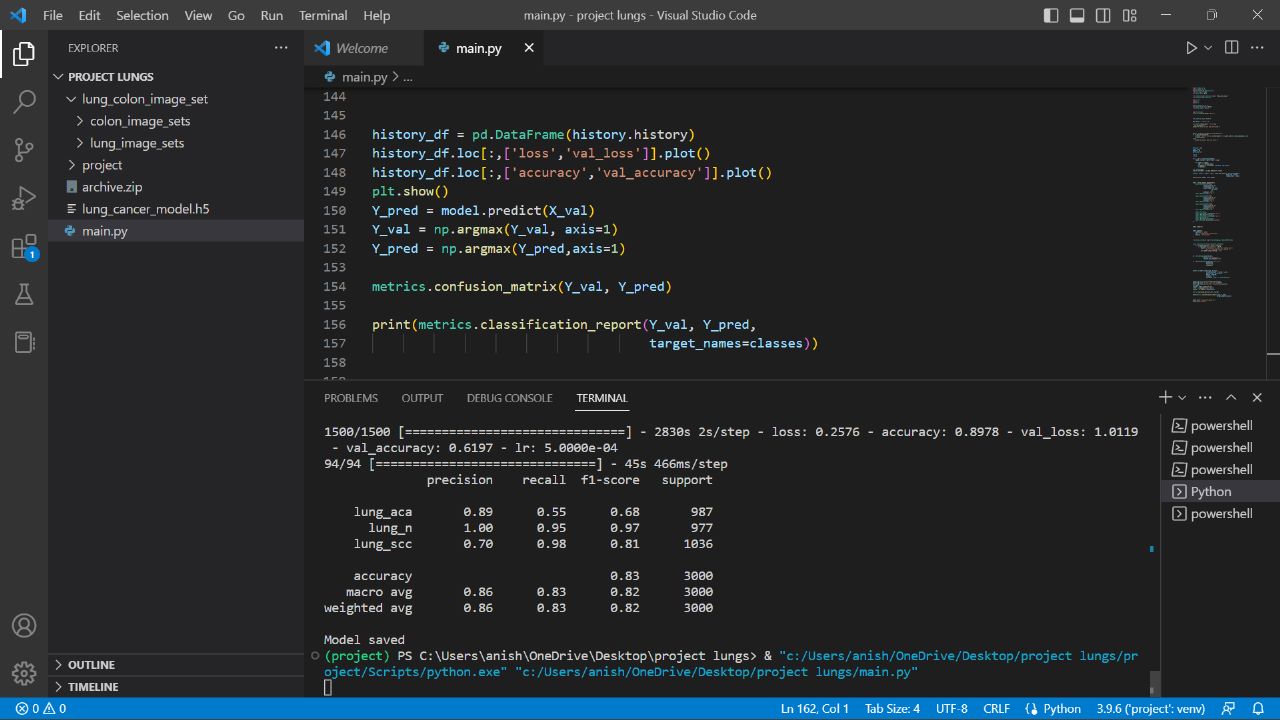 File Edit Selection View Go Run Terminal Help main.py - project lungs - Visual Studio Code
EXPLORER
PROJECT LUNGS
lung_colon_image_set
colon_image_sets
lung_image_sets
project
archive.zip
lung_cancer_model.h5
main.py
1
OUTLINE
TIMELINE
Welcome main.py
main.py > ...
144
145
146 history_df = pd.DataFrame(history.history)
147 history_df.loc[:,['loss','val_loss']].plot()
148 history_df.loc[:,['accuracy','val_accuracy']].plot()
149 plt.show()
150 Y_pred = model.predict(X_val)
151 Y_val = np.argmax(Y_val, axis=1)
152 Y_pred = np.argmax(Y_pred,axis=1)
153
154 metrics.confusion_matrix(Y_val, Y_pred)
155
156 print(metrics.classification_report(Y_val, Y_pred,
157 target_names=classes))
158
PROBLEMS OUTPUT DEBUG CONSOLE TERMINAL
1500/1500 [==============================] - 2830s 2s/step - loss: 0.2576 - accuracy: 0.8978 - val_loss: 1.0119
- val_accuracy: 0.6197 - lr: 5.0000e-04
94/94 [==============================] - 45s 466ms/step
precision recall f1-score support
lung_aca 0.89 0.55 0.68 987
lung_n 1.00 0.95 0.97 977
lung_scc 0.70 0.98 0.81 1036
accuracy 0.83 3000
macro avg 0.86 0.83 0.82 3000
weighted avg 0.86 0.83 0.82 3000
Model saved
(project) PS C:\Users\anish\OneDrive\Desktop\project lungs> & "c:/Users/anish/OneDrive/Desktop/project lungs/pr
oject/Scripts/python.exe" "c:/Users/anish/OneDrive/Desktop/project lungs/main.py"
powershell
powershell
powershell
Python
powershell
0 0 Ln 162, Col 1 Tab Size: 4 UTF-8 CRLF Python 3.9.6 ('project': venv)